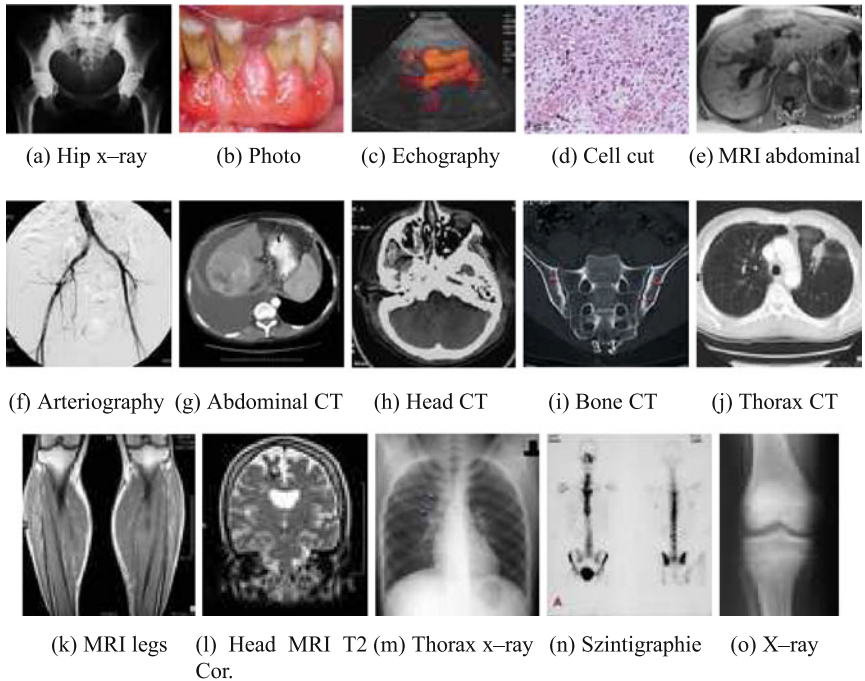 (a) Hip x–ray
(b) Photo
(c) Echography
(d) Cell cut
(e) MRI abdominal
(f) Arteriography
(g) Abdominal CT
(h) Head CT
(i) Bone CT
(j) Thorax CT
(k) MRI legs
(l) Head MRI T2
Cor.
(m) Thorax x–ray
(n) Szintigraphie
(o) X–ray
A